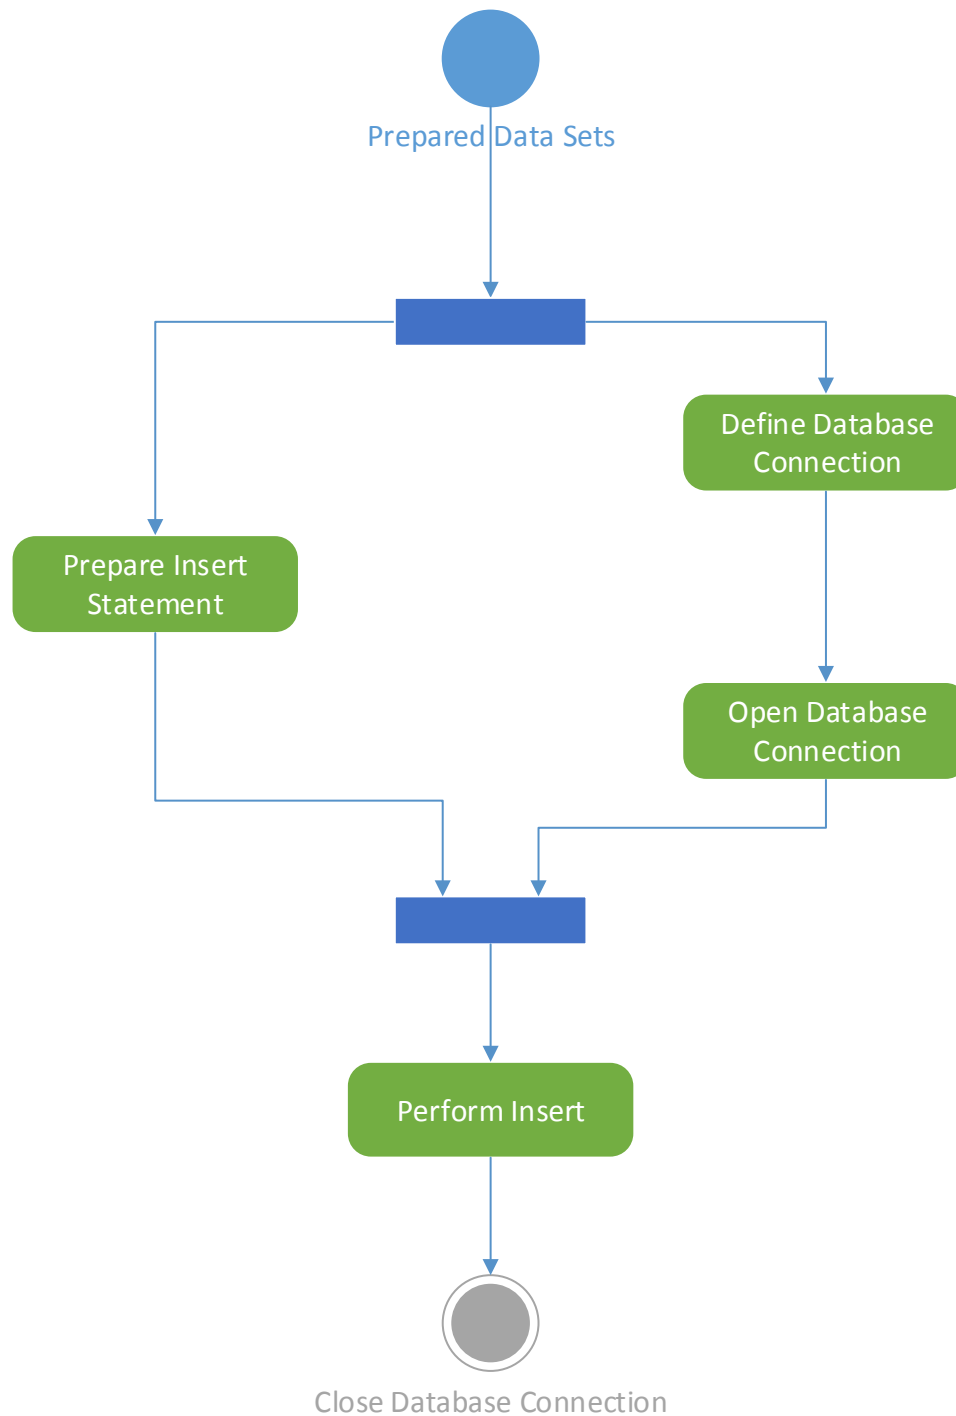 Prepared Data Sets
Define Database
Connection
Prepare Insert
Statement
Open Database
Connection
Perform Insert
Close Database Connection